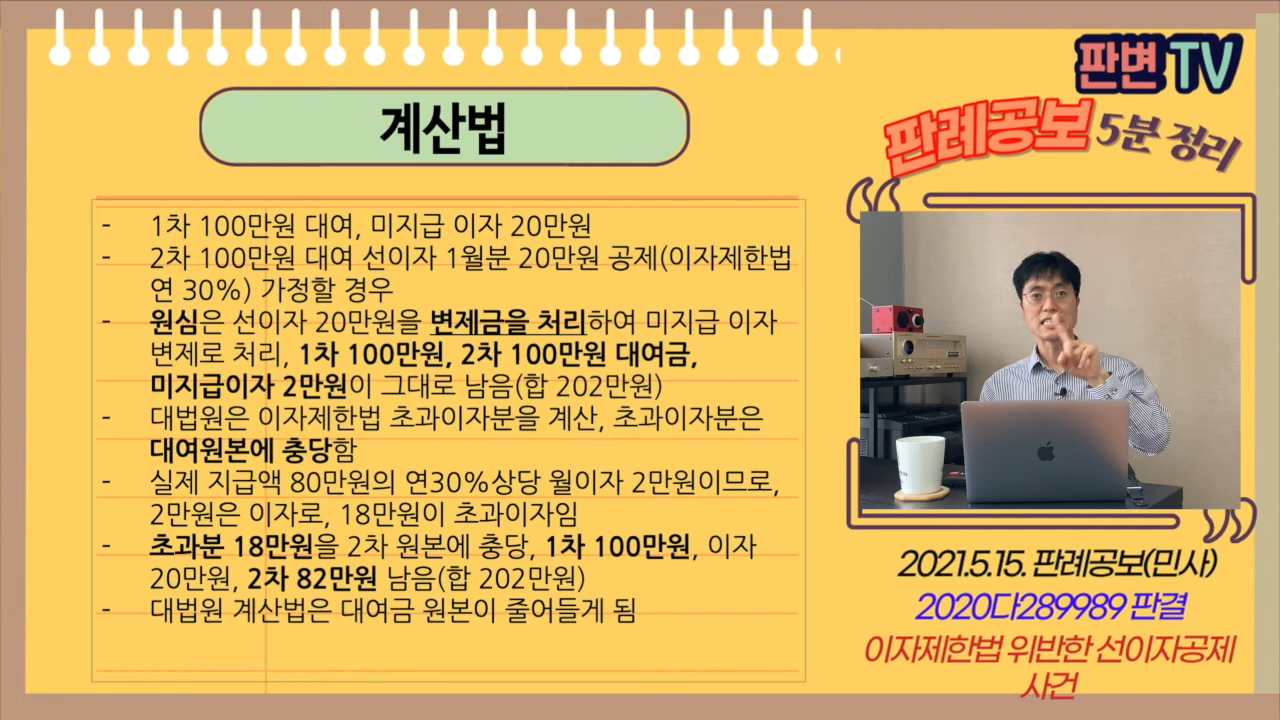 판변 TV
판례공보 5분 정리
계산법
- 1차 100만원 대여, 미지급 이자 20만원
- 2차 100만원 대여 선이자 1월분 20만원 공제(이자제한법
연 30%) 가정할 경우
- 원심은 선이자 20만원을 변제금을 처리하여 미지급 이자
변제로 처리, 1차 100만원, 2차 100만원 대여금,
미지급이자 2만원이 그대로 남음(합 202만원)
- 대법원은 이자제한법 초과이자분을 계산, 초과이자분은
대여원본에 충당함
- 실제 지급액 80만원의 연30%상당 월이자 2만원이므로,
2만원은 이자로, 18만원이 초과이자임
- 초과분 18만원을 2차 원본에 충당, 1차 100만원, 이자
20만원, 2차 82만원 남음(합 202만원)
- 대법원 계산법은 대여금 원본이 줄어들게 됨
2021.5.15. 판례공보(민사)
2020다289989 판결
이자제한법 위반한 선이자공제
사건